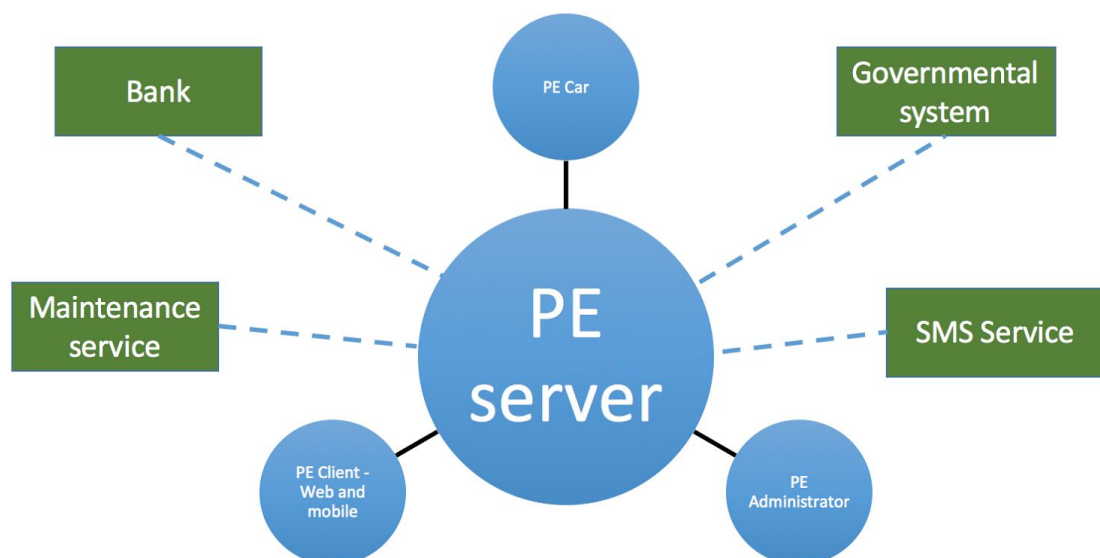 Bank
PE Car
Governmental
system
Maintenance
service
PE
server
SMS Service
PE Client -
Web and
mobile
PE
Administrator